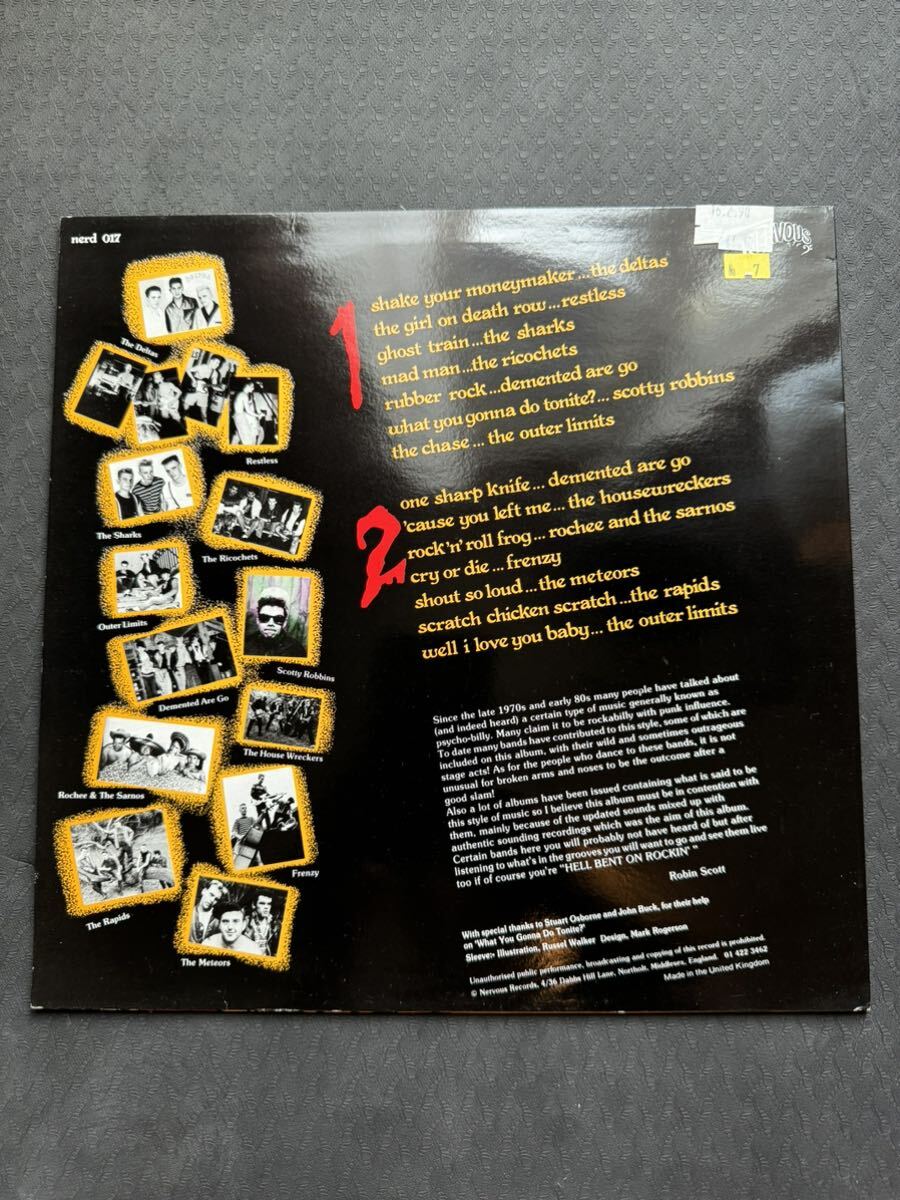 nerd 017
NERVOUS
7
The Deltas
Restless
The Sharks
The Ricochets
Outer Limits
Scotty Robbins
Demented Are Go
The House Wreckers
Rochee & The Sarnos
Frenzy
The Rapids
The Meteors
1
shake your moneymaker...the deltas
the girl on death row...restless
ghost train...the sharks
mad man...the ricochets
rubber rock...demented are go
what you gonna do tonite?... scotty robbins
the chase... the outer limits
2
one sharp knife... demented are go
'cause you left me... the housewreckers
rock'n'roll frog... rochee and the sarnos
cry or die...frenzy
shout so loud...the meteors
scratch chicken scratch...the rapids
well i love you baby... the outer limits
Since the late 1970s and early 80s many people have talked about
(and indeed heard) a certain type of music generally known as
psycho-billy. Many claim it to be rockabilly with punk influence.
To date many bands have contributed to this style, some of which are
included on this album, with their wild and sometimes outrageous
stage acts! As for the people who dance to these bands, it is not
unusual for broken arms and noses to be the outcome after a
good slam!
Also a lot of albums have been issued containing what is said to be
this style of music so I believe this album must be in contention with
them, mainly because of the updated sounds mixed up with
authentic sounding recordings which was the aim of this album.
Certain bands here you will probably not have heard of but after
listening to what's in the grooves you will want to go and see them live
too if of course you're "HELL BENT ON ROCKIN' "
Robin Scott
With special thanks to Stuart Osborne and John Buck, for their help
on "What You Gonna Do Tonite?"
Sleeve> Illustration, Russel Walker Design, Mark Rogerson
Unauthorised public performance, broadcasting and copying of this record is prohibited.
© Nervous Records, 4/36 Dabbs Hill Lane, Northolt, Middlesex, England. 01 422 3462
Made in the United Kingdom